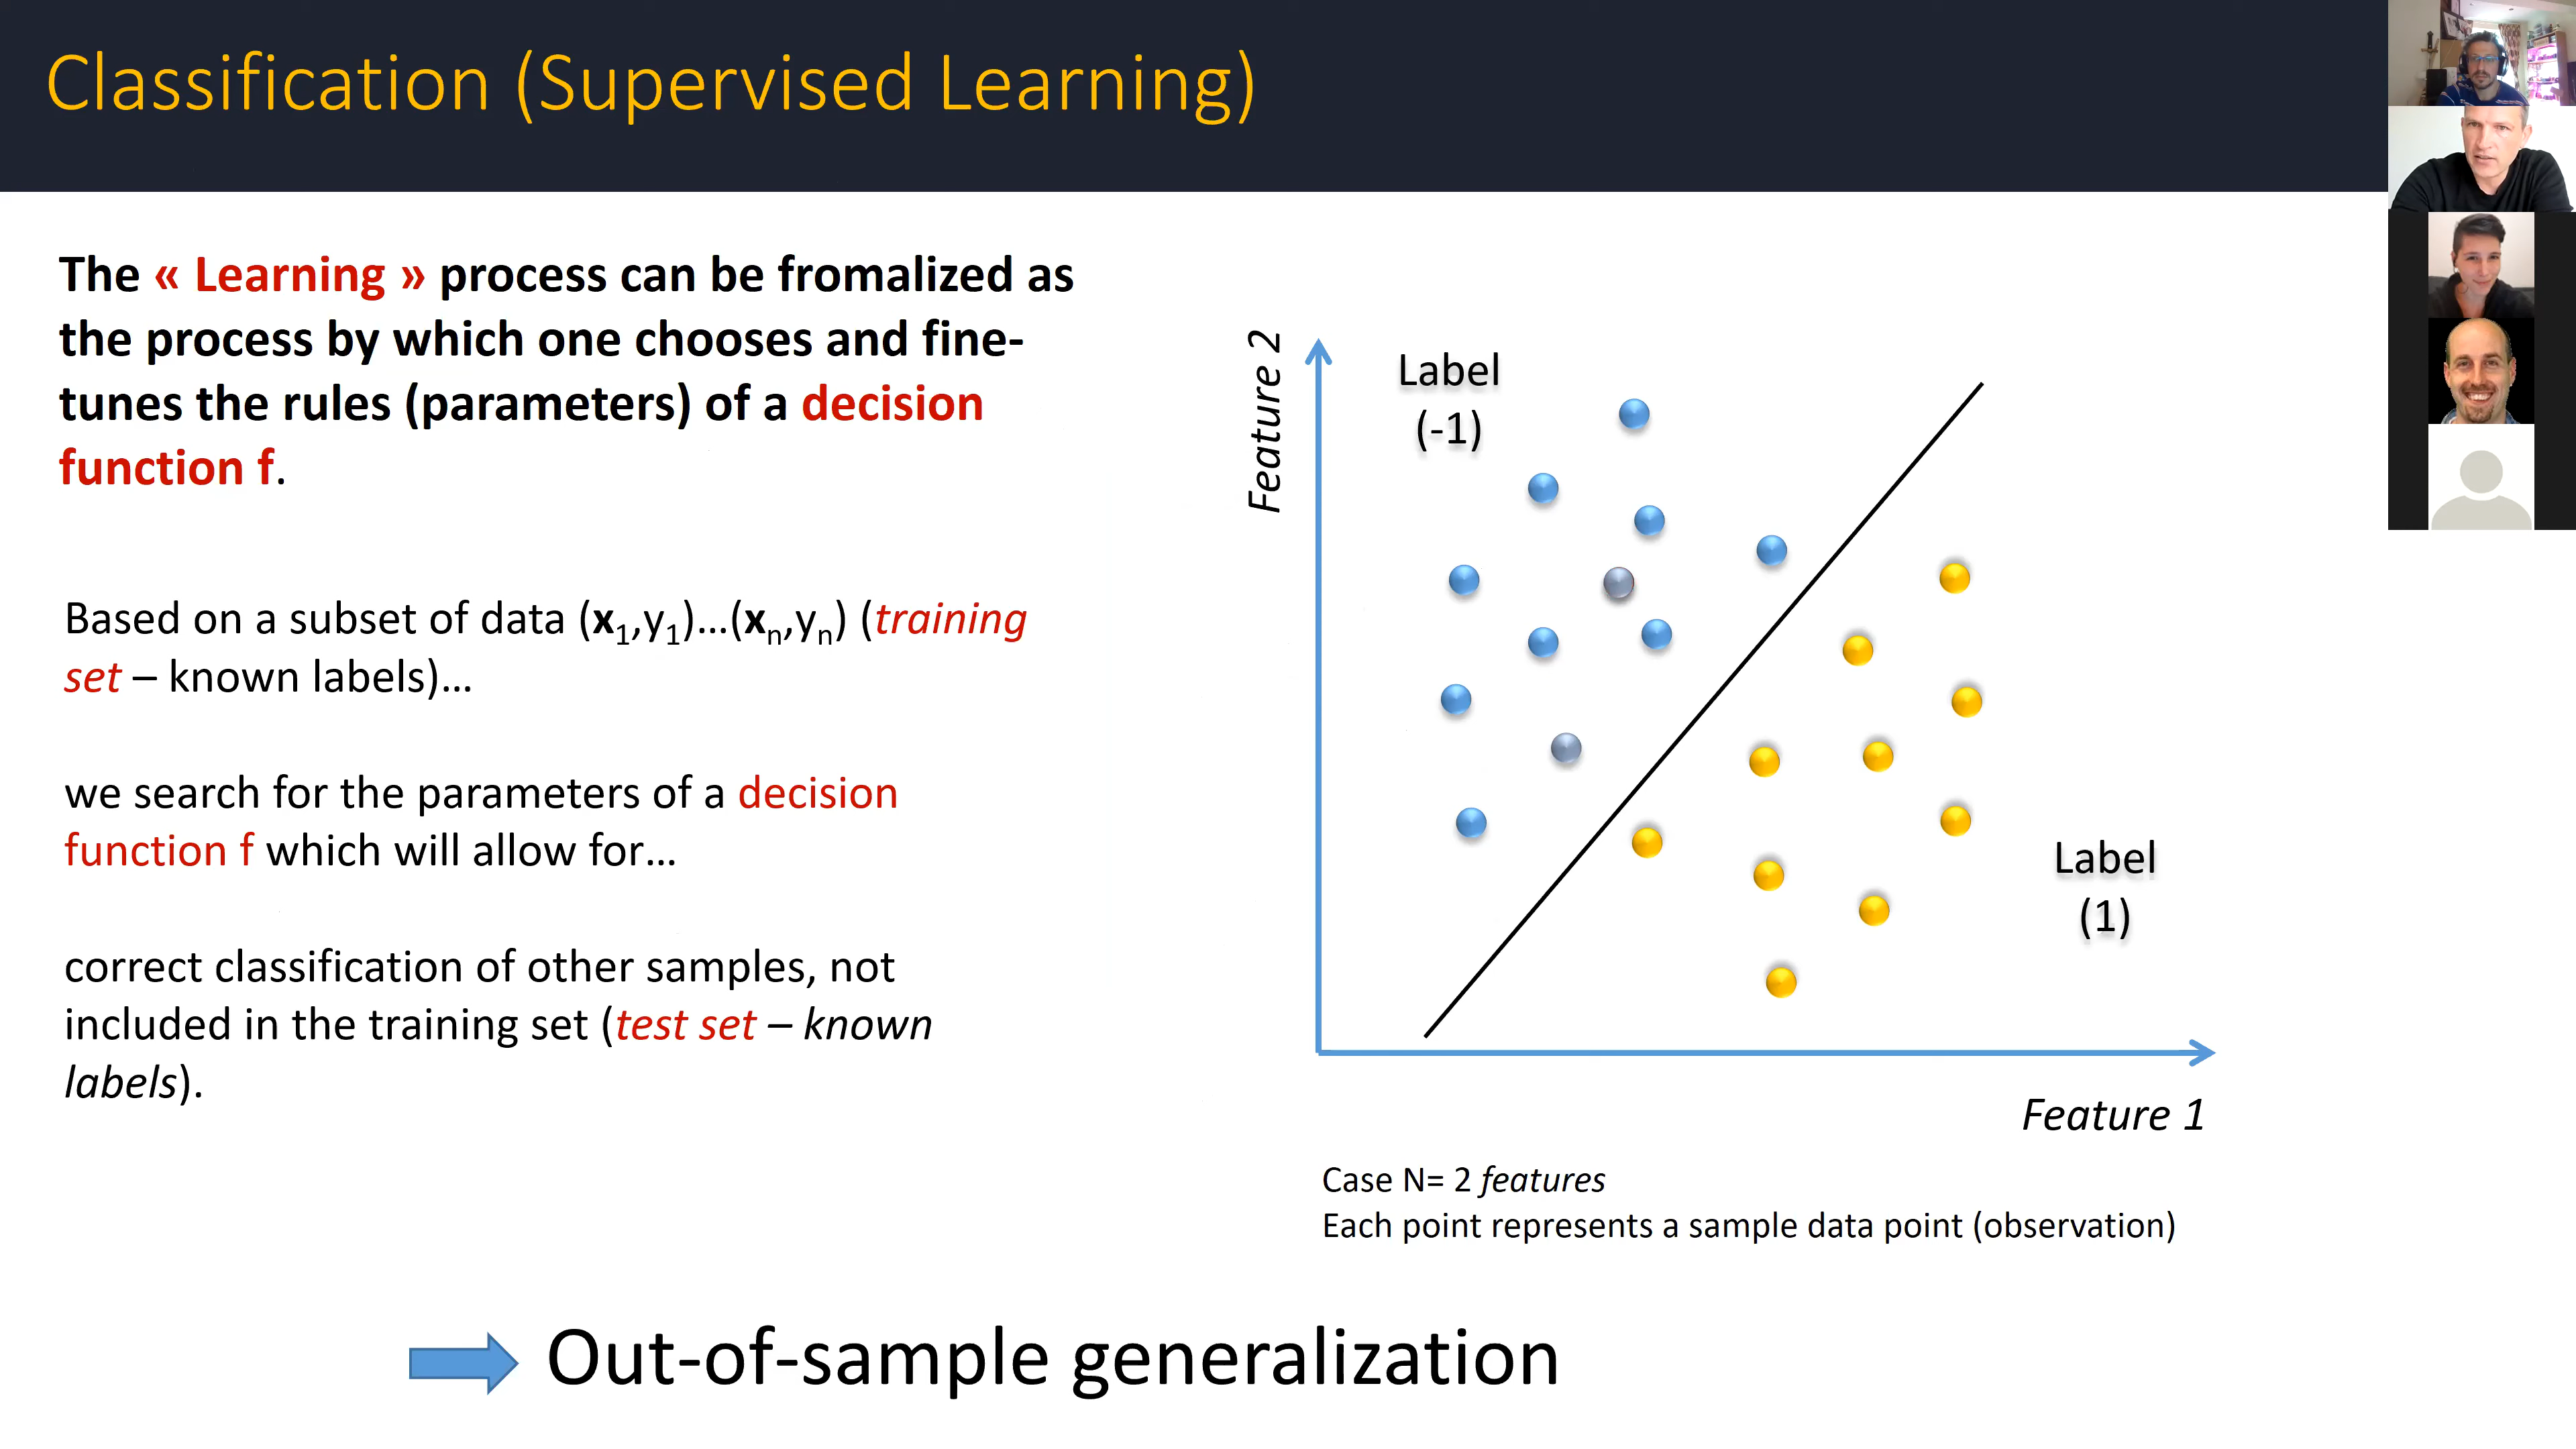 Classification (Supervised Learning)
The « Learning » process can be fromalized as
the process by which one chooses and fine-
tunes the rules (parameters) of a decision
function f.
Based on a subset of data (x1,y1)…(xn,yn) (training
set – known labels)…
we search for the parameters of a decision
function f which will allow for…
correct classification of other samples, not
included in the training set (test set – known
labels).
Feature 2
Label
(-1)
Label
(1)
Feature 1
Case N= 2 features
Each point represents a sample data point (observation)
Out-of-sample generalization